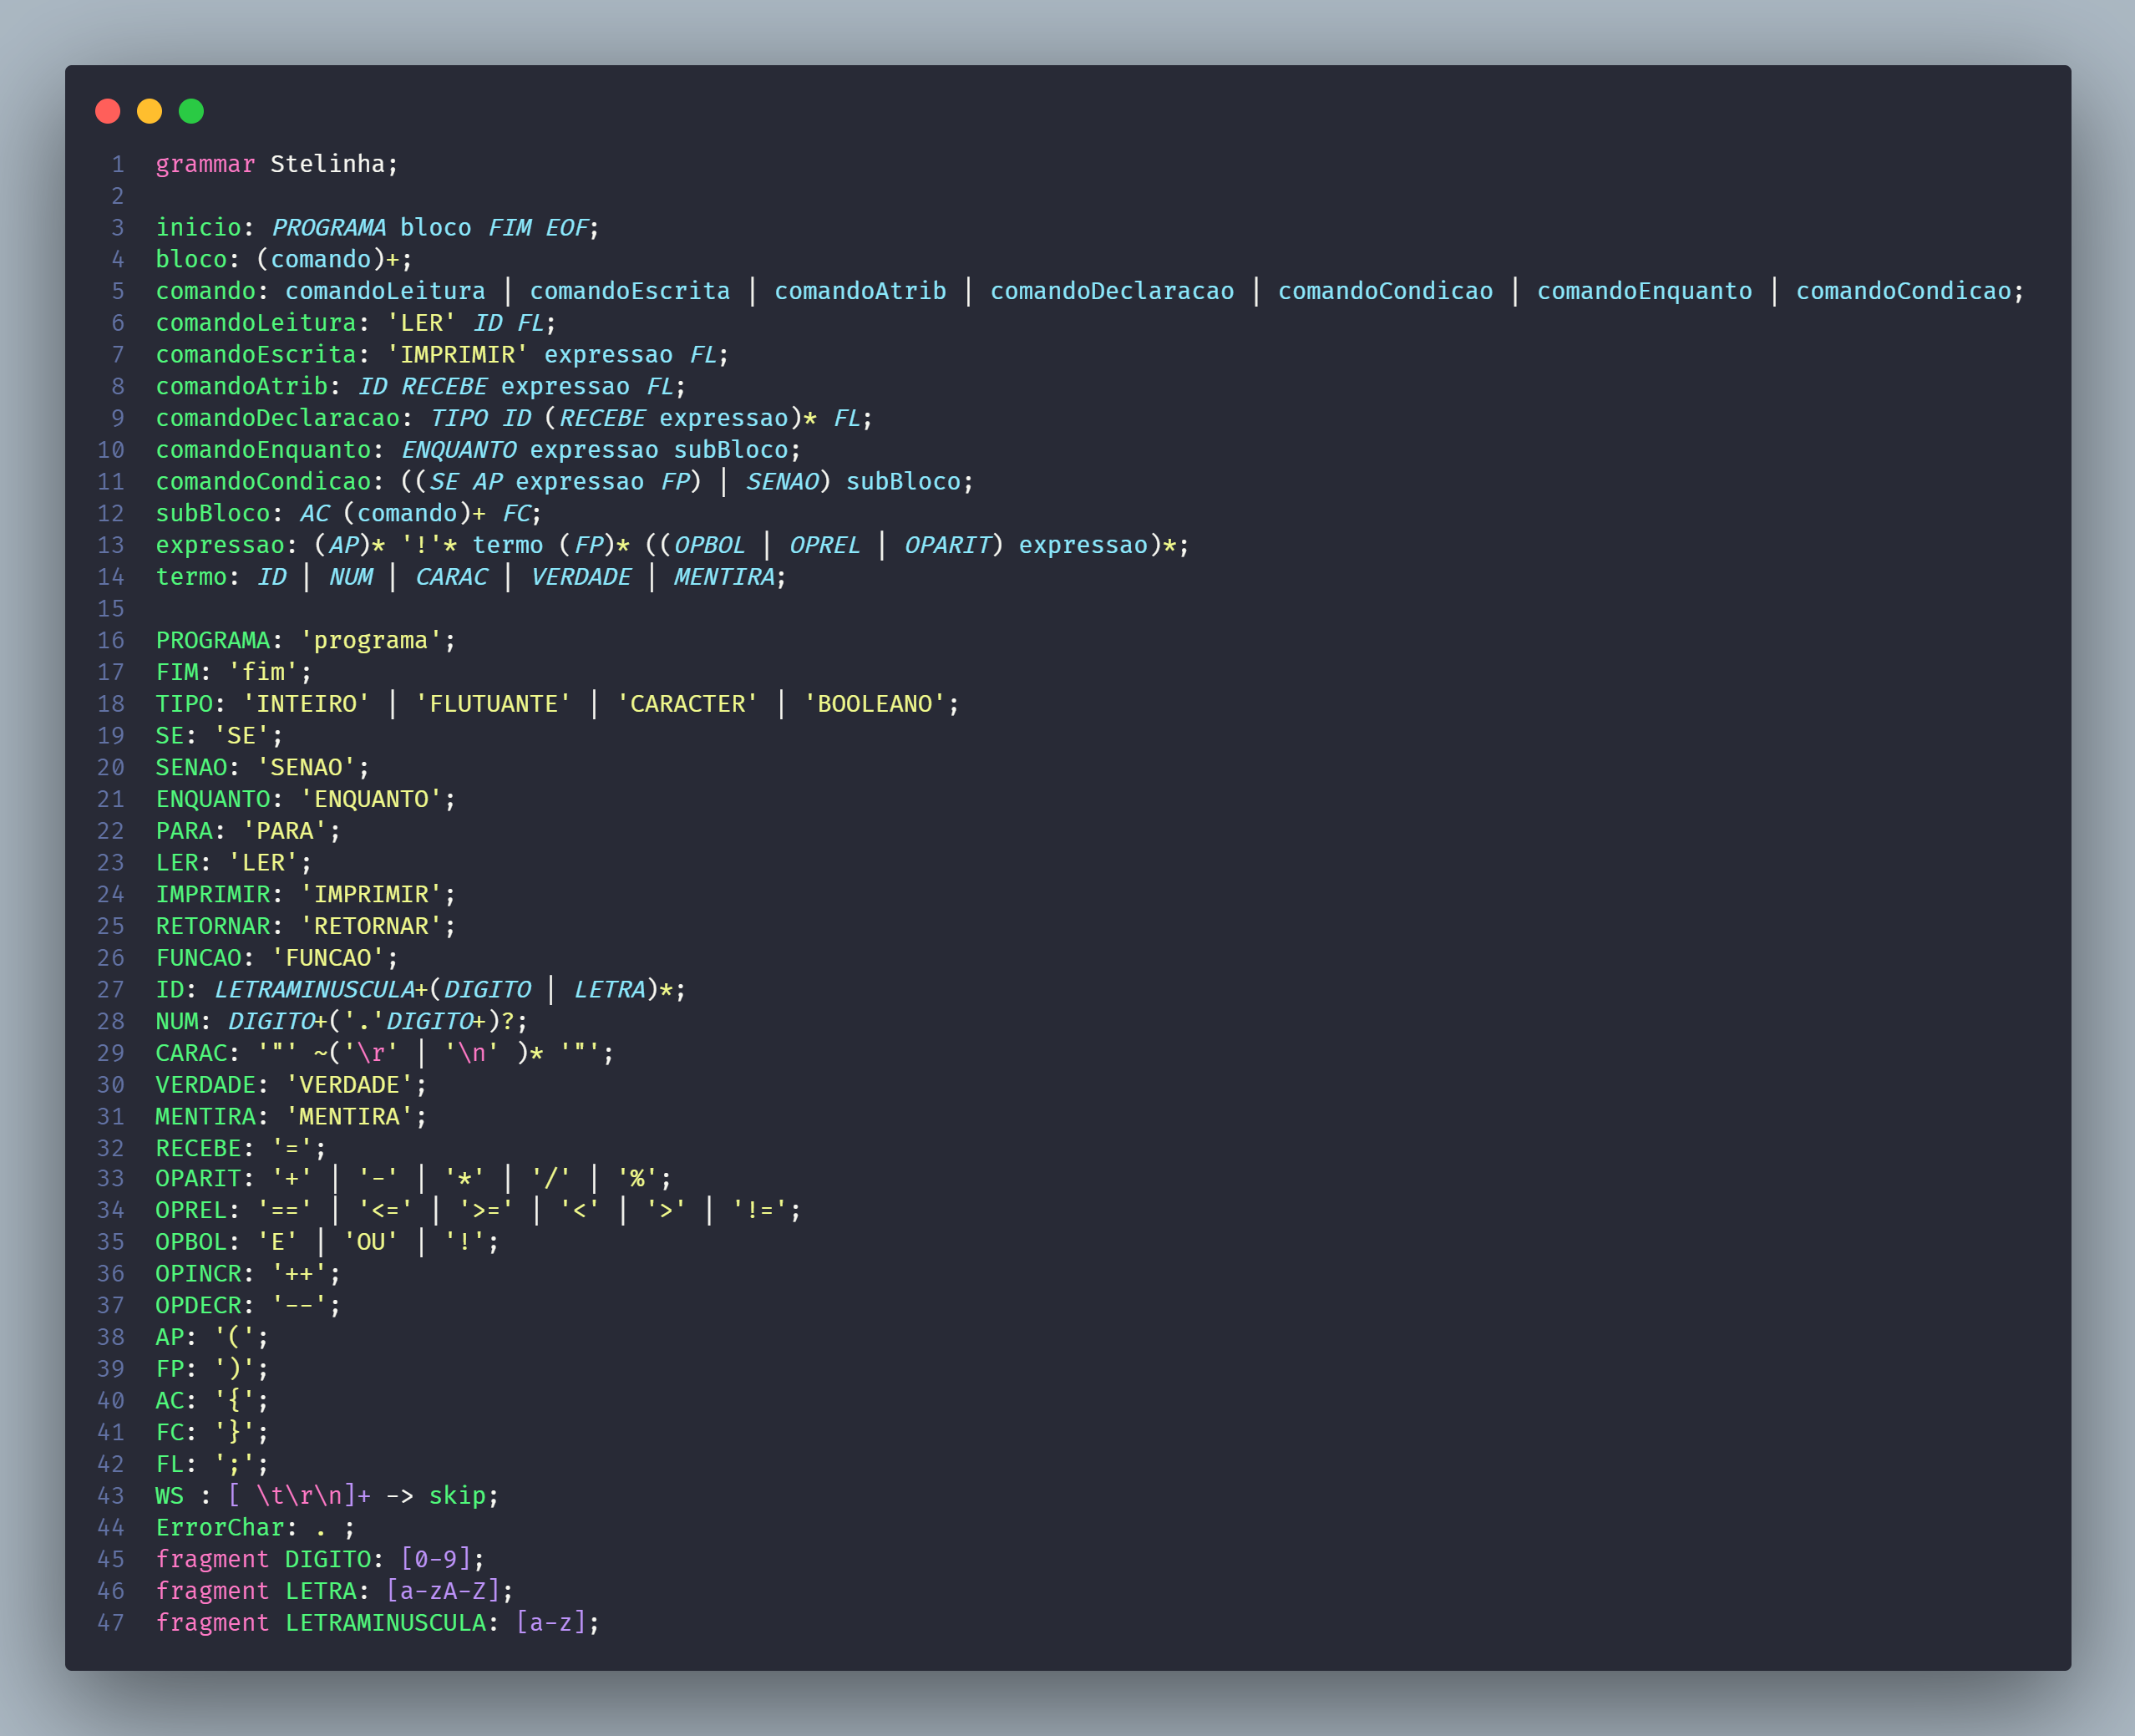 1 grammar Stelinha;
2
3 inicio: PROGRAMA bloco FIM EOF;
4 bloco: (comando)+;
5 comando: comandoLeitura | comandoEscrita | comandoAtrib | comandoDeclaracao | comandoCondicao | comandoEnquanto | comandoCondicao;
6 comandoLeitura: 'LER' ID FL;
7 comandoEscrita: 'IMPRIMIR' expressao FL;
8 comandoAtrib: ID RECEBE expressao FL;
9 comandoDeclaracao: TIPO ID (RECEBE expressao)* FL;
10 comandoEnquanto: ENQUANTO expressao subBloco;
11 comandoCondicao: ((SE AP expressao FP) | SENAO) subBloco;
12 subBloco: AC (comando)+ FC;
13 expressao: (AP)* '!'* termo (FP)* ((OPBOL | OPREL | OPARIT) expressao)*;
14 termo: ID | NUM | CARAC | VERDADE | MENTIRA;
15
16 PROGRAMA: 'programa';
17 FIM: 'fim';
18 TIPO: 'INTEIRO' | 'FLUTUANTE' | 'CARACTER' | 'BOOLEANO';
19 SE: 'SE';
20 SENAO: 'SENAO';
21 ENQUANTO: 'ENQUANTO';
22 PARA: 'PARA';
23 LER: 'LER';
24 IMPRIMIR: 'IMPRIMIR';
25 RETORNAR: 'RETORNAR';
26 FUNCAO: 'FUNCAO';
27 ID: LETRAMINUSCULA+(DIGITO | LETRA)*;
28 NUM: DIGITO+('.'DIGITO+)?;
29 CARAC: '"' ~('\r' | '\n' )* '"';
30 VERDADE: 'VERDADE';
31 MENTIRA: 'MENTIRA';
32 RECEBE: '=';
33 OPARIT: '+' | '-' | '*' | '/' | '%';
34 OPREL: '==' | '<=' | '>=' | '<' | '>' | '!=';
35 OPBOL: 'E' | 'OU' | '!';
36 OPINCR: '++';
37 OPDECR: '--';
38 AP: '(';
39 FP: ')';
40 AC: '{';
41 FC: '}';
42 FL: ';';
43 WS : [ \t\r\n]+ -> skip;
44 ErrorChar: . ;
45 fragment DIGITO: [0-9];
46 fragment LETRA: [a-zA-Z];
47 fragment LETRAMINUSCULA: [a-z];